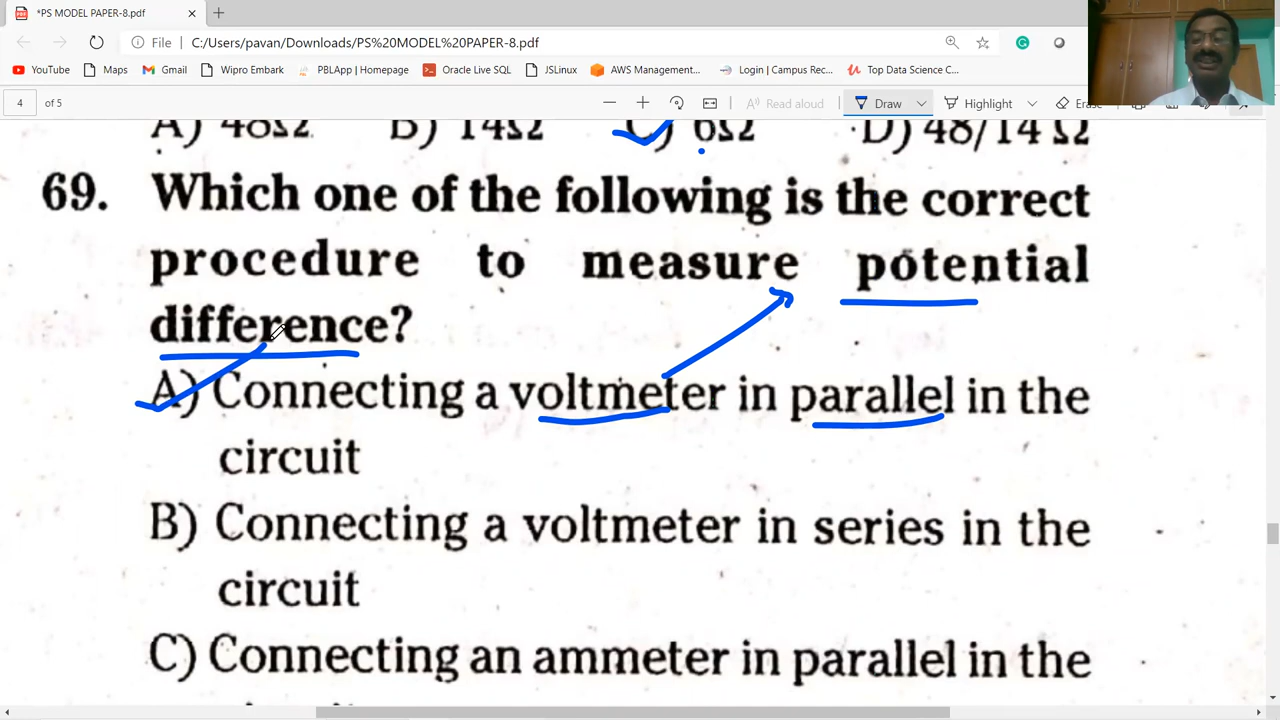 *PS MODEL PAPER-8.pdf
File C:/Users/pavan/Downloads/PS%20MODEL%20PAPER-8.pdf
YouTube Maps Gmail Wipro Embark PBLApp | Homepage Oracle Live SQL JSLinux AWS Management... Login | Campus Rec... Top Data Science C...
4 of 5 Read aloud Draw Highlight Erase
A) 48Ω B) 14Ω C) 6Ω D) 48/14 Ω
69. Which one of the following is the correct
procedure to measure potential
difference?
A) Connecting a voltmeter in parallel in the
circuit
B) Connecting a voltmeter in series in the
circuit
C) Connecting an ammeter in parallel in the